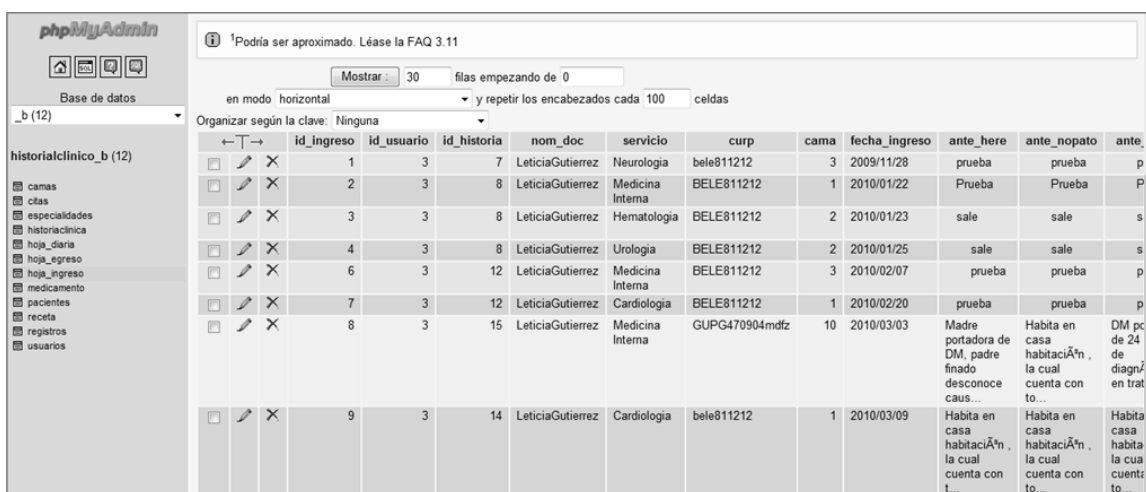 phpMyAdmin
Base de datos
_b (12)
historialclinico_b (12)
camas
citas
especialidades
historiaclinica
hoja_diaria
hoja_egreso
hoja_ingreso
medicamento
pacientes
receta
registros
usuarios
1Podría ser aproximado. Léase la FAQ 3.11
Mostrar : 30 filas empezando de 0
en modo horizontal y repetir los encabezados cada 100 celdas
Organizar según la clave: Ninguna
←T→ id_ingreso id_usuario id_historia nom_doc servicio curp cama fecha_ingreso ante_here ante_nopato ante_
1 3 7 LeticiaGutierrez Neurologia bele811212 3 2009/11/28 prueba prueba p
2 3 8 LeticiaGutierrez Medicina BELE811212 1 2010/01/22 Prueba Prueba P
Interna
3 3 8 LeticiaGutierrez Hematologia BELE811212 2 2010/01/23 sale sale s
4 3 8 LeticiaGutierrez Urologia BELE811212 2 2010/01/25 sale sale s
6 3 12 LeticiaGutierrez Medicina BELE811212 3 2010/02/07 prueba prueba p
Interna
7 3 12 LeticiaGutierrez Cardiologia BELE811212 1 2010/02/20 prueba prueba p
8 3 15 LeticiaGutierrez Medicina GUPG470904mdfz 10 2010/03/03 Madre Habita en DM po
Interna portadora de casa de 24
DM, padre habitaciÃªn , de
finado la cual diagnÃ
desconoce cuenta con en trat
caus... to...
9 3 14 LeticiaGutierrez Cardiologia bele811212 1 2010/03/09 Habita en Habita en Habita
casa casa casa
habitaciÃªn , habitaciÃªn , habita
la cual la cual la cua
cuenta con cuenta con cuenta
t... to... to...